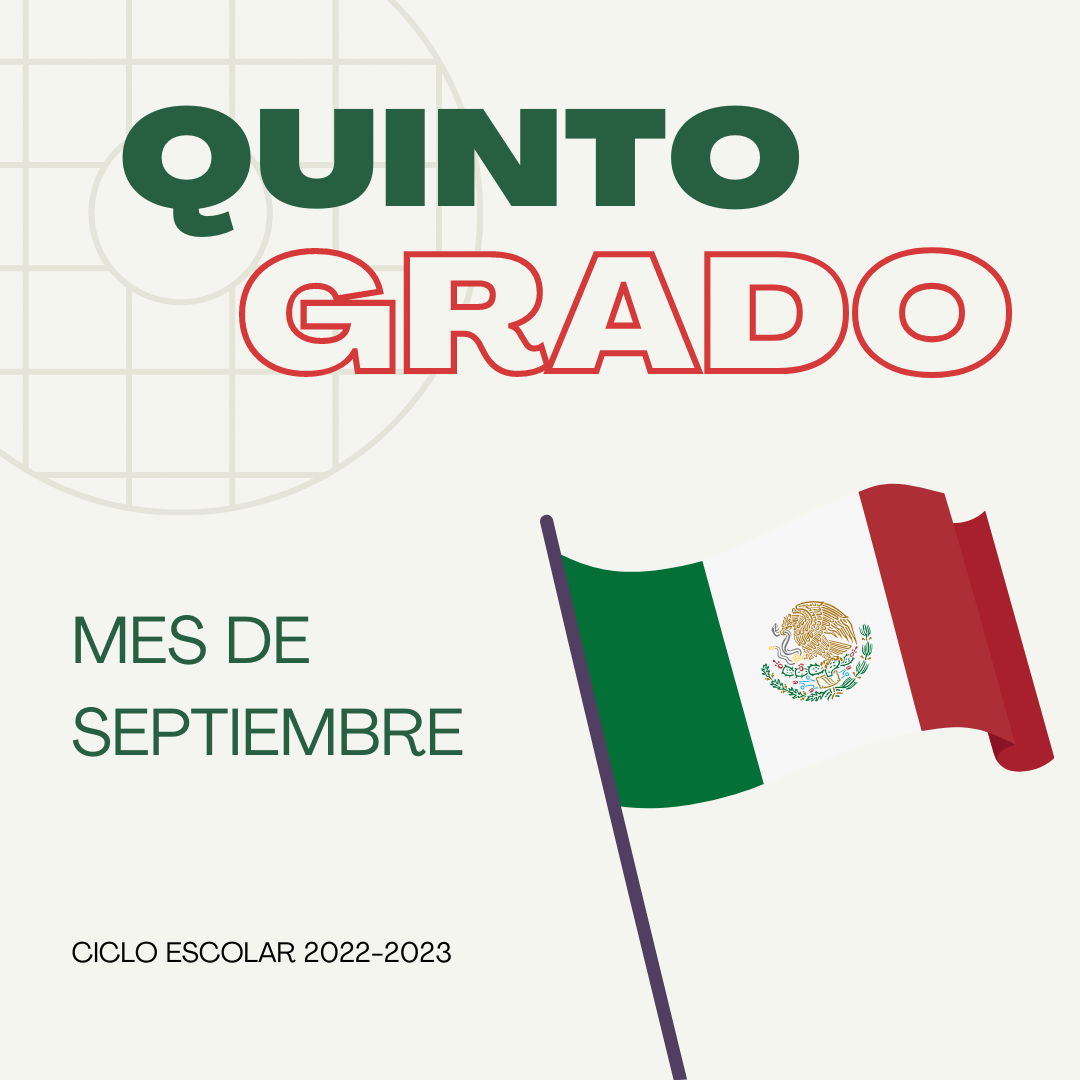 QUINTO
GRADO
MES DE
SEPTIEMBRE
CICLO ESCOLAR 2022-2023